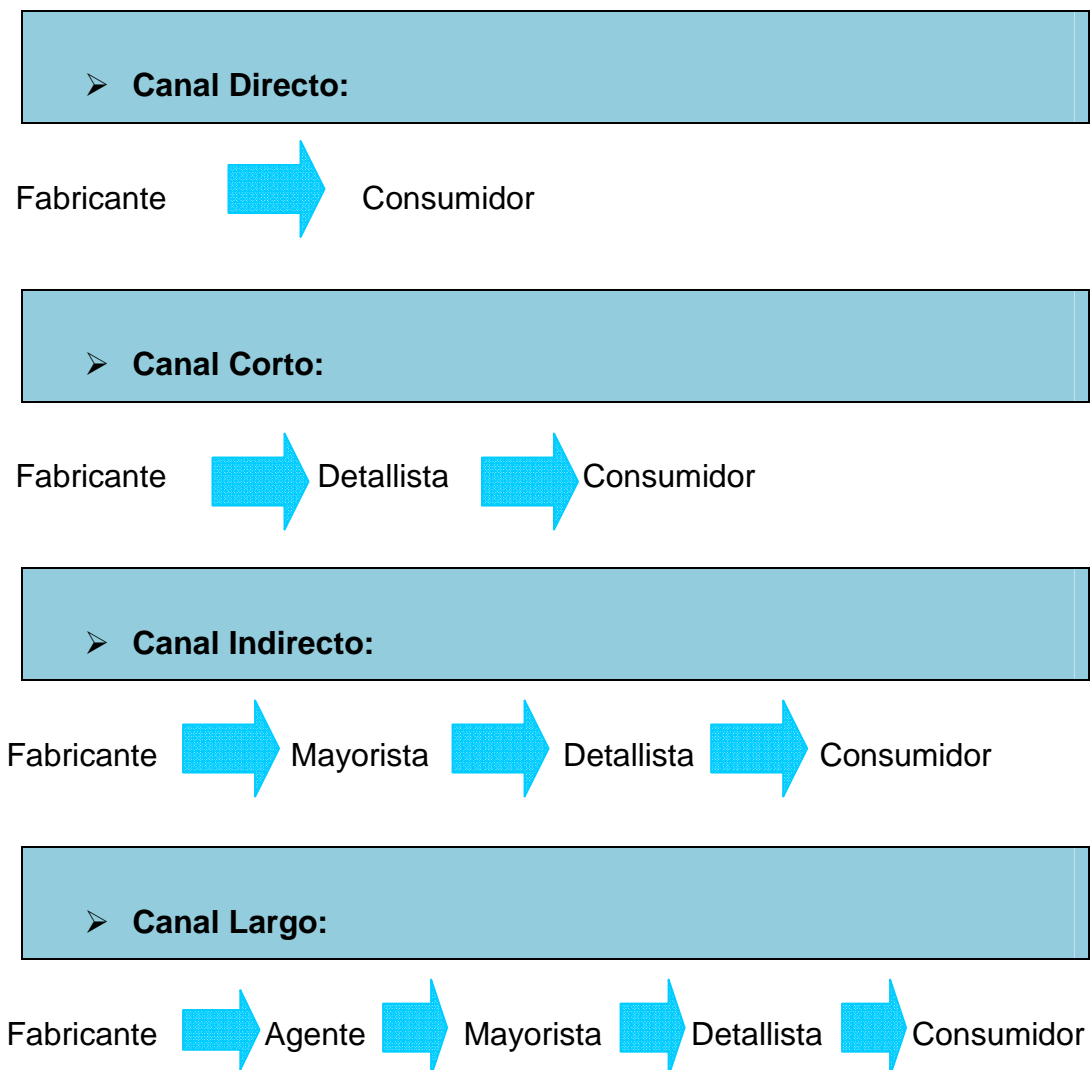 ➢ Canal Directo:
Fabricante Consumidor
➢ Canal Corto:
Fabricante Detallista Consumidor
➢ Canal Indirecto:
Fabricante Mayorista Detallista Consumidor
➢ Canal Largo:
Fabricante Agente Mayorista Detallista Consumidor